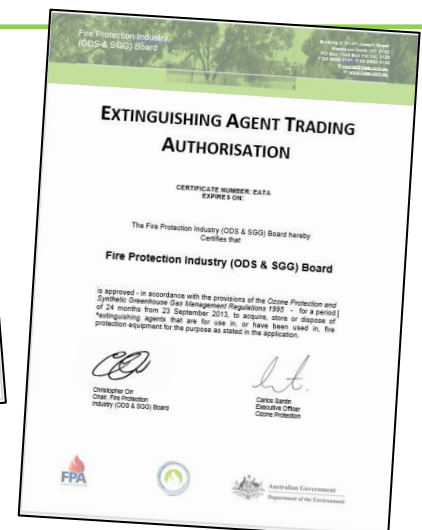 Fire Protection Industry
(ODS & SGG) Board
EXTINGUISHING AGENT TRADING
AUTHORISATION
CERTIFICATE NUMBER: EATA
EXPIRES ON:
The Fire Protection Industry (ODS & SGG) Board hereby
Certifies that
Fire Protection Industry (ODS & SGG) Board
is approved - in accordance with the provisions of the Ozone Protection and
Synthetic Greenhouse Gas Management Regulations 1995 - for a period
of 24 months from 23 September 2013, to acquire, store or dispose of
*extinguishing agents that are for use in, or have been used in, fire
protection equipment for the purpose as stated in the application.
Christopher Orr
Chair, Fire Protection
Industry (ODS & SGG) Board
Carlos Santin
Executive Officer
Ozone Protection
FPA
Australian Government
Department of the Environment